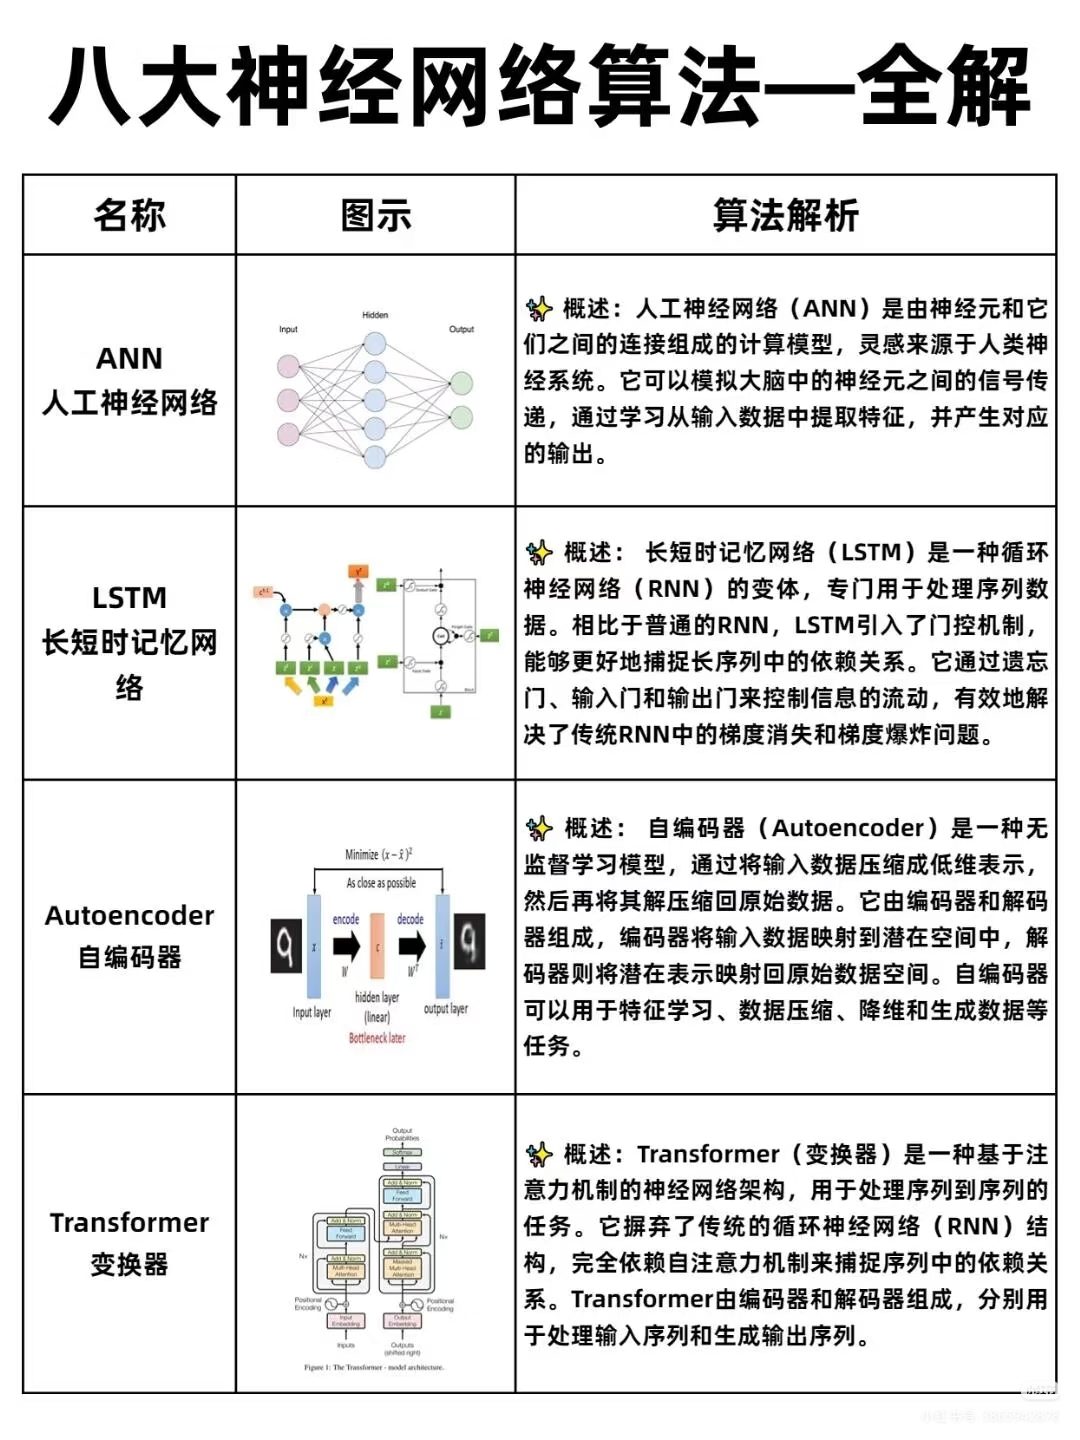 八大神经网络算法—全解
名称
图示
算法解析
ANN
人工神经网络
Input
Hidden
Output
✨ 概述：人工神经网络（ANN）是由神经元和它
们之间的连接组成的计算模型，灵感来源于人类神
经系统。它可以模拟大脑中的神经元之间的信号传
递，通过学习从输入数据中提取特征，并产生对应
的输出。
LSTM
长短时记忆网
络
✨ 概述： 长短时记忆网络（LSTM）是一种循环
神经网络（RNN）的变体，专门用于处理序列数
据。相比于普通的RNN，LSTM引入了门控机制，
能够更好地捕捉长序列中的依赖关系。它通过遗忘
门、输入门和输出门来控制信息的流动，有效地解
决了传统RNN中的梯度消失和梯度爆炸问题。
Autoencoder
自编码器
Minimize (x − x̂)²
As close as possible
encode
decode
x
c
x̂
W
Wᵀ
Input layer
hidden layer
(linear)
output layer
Bottleneck later
✨ 概述： 自编码器（Autoencoder）是一种无
监督学习模型，通过将输入数据压缩成低维表示，
然后再将其解压缩回原始数据。它由编码器和解码
器组成，编码器将输入数据映射到潜在空间中，解
码器则将潜在表示映射回原始数据空间。自编码器
可以用于特征学习、数据压缩、降维和生成数据等
任务。
Transformer
变换器
Output
Probabilities
Softmax
Linear
Add & Norm
Feed
Forward
Add & Norm
Multi-Head
Attention
Add & Norm
Masked
Multi-Head
Attention
N×
Add & Norm
Feed
Forward
N×
Add & Norm
Multi-Head
Attention
Positional
Encoding
Positional
Encoding
Input
Embedding
Output
Embedding
Inputs
Outputs
(shifted right)
Figure 1: The Transformer - model architecture.
✨ 概述：Transformer（变换器）是一种基于注
意力机制的神经网络架构，用于处理序列到序列的
任务。它摒弃了传统的循环神经网络（RNN）结
构，完全依赖自注意力机制来捕捉序列中的依赖关
系。Transformer由编码器和解码器组成，分别用
于处理输入序列和生成输出序列。